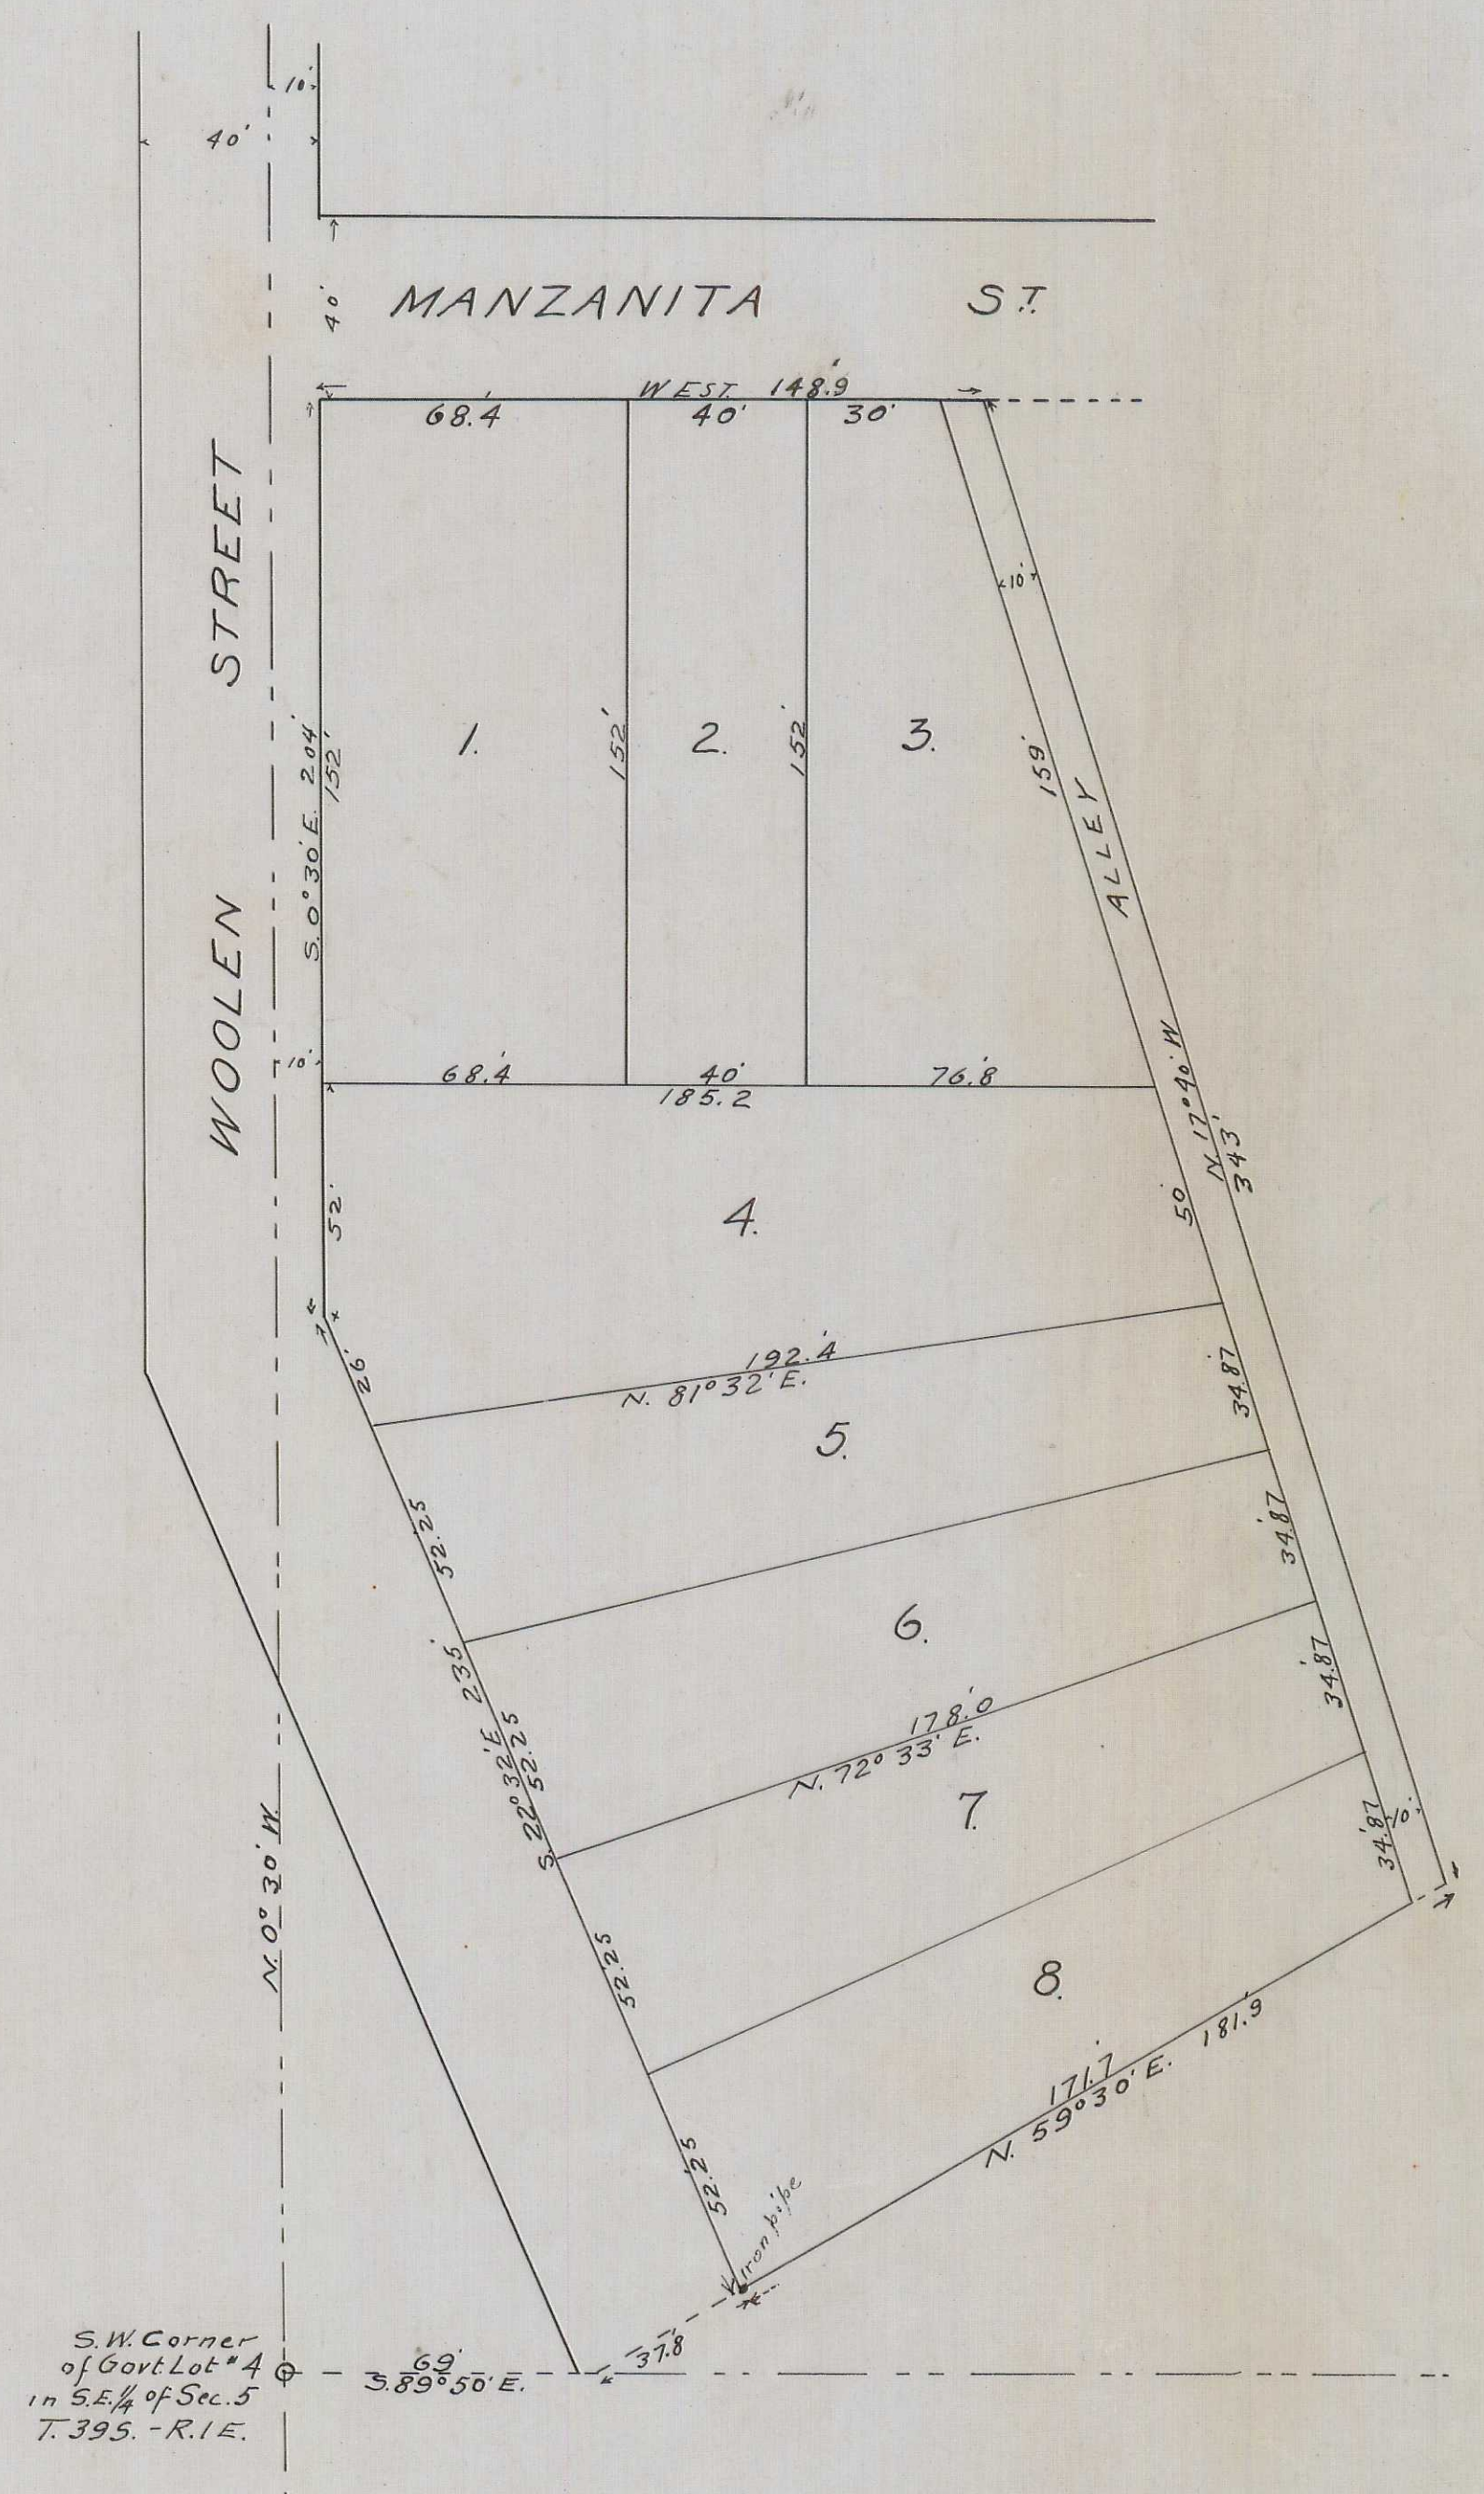 10'
40'
40'
MANZANITA ST.
WEST. 148.9'
68.4'
40'
30'
WOOLEN STREET
S. 0° 30' E. 204'
152'
152'
152'
1.
2.
3.
10'
159'
ALLEY
10'
68.4'
40'
76.8'
185.2
N. 17° 40' W
343'
52'
4.
50'
26'
192.4'
N. 81° 32' E.
34.87'
5.
52.25'
34.87'
6.
235'
S. 22° 32' E
52.25
178.0'
N. 72° 33' E.
34.87'
7.
N. 0° 30' W
34.87'
10'
52.25'
8.
171.7'
181.9'
N. 59° 30' E.
52.25'
iron pipe
37.8'
69'
S. 89° 50' E.
S.W. Corner
of Govt. Lot #4
in S.E. 1/4 of Sec. 5
T. 39 S. - R. 1 E.